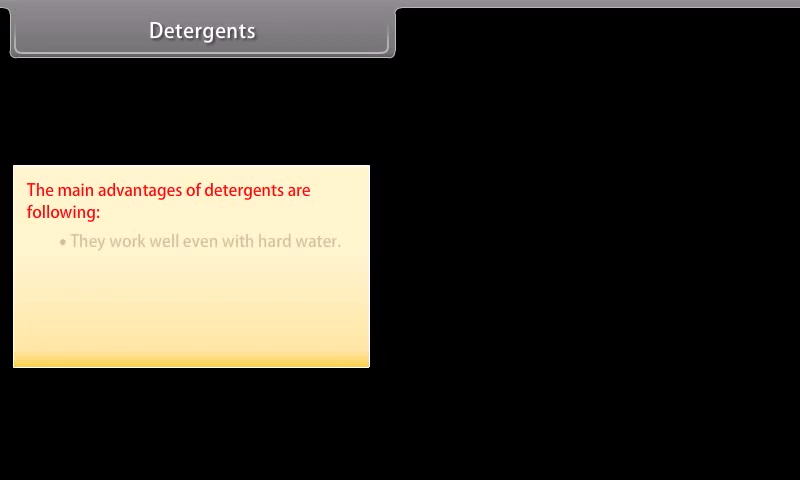 Detergents
The main advantages of detergents are
following:
• They work well even with hard water.